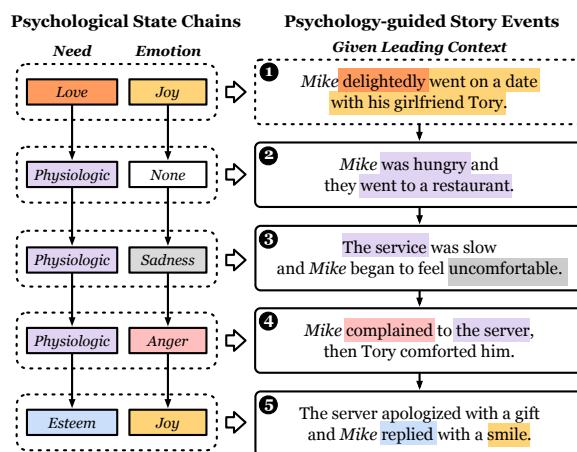 Psychological State Chains
Psychology-guided Story Events
Need
Emotion
Given Leading Context
Love
Joy
1
Mike delightedly went on a date
with his girlfriend Tory.
Physiologic
None
2
Mike was hungry and
they went to a restaurant.
Physiologic
Sadness
3
The service was slow
and Mike began to feel uncomfortable.
Physiologic
Anger
4
Mike complained to the server,
then Tory comforted him.
Esteem
Joy
5
The server apologized with a gift
and Mike replied with a smile.